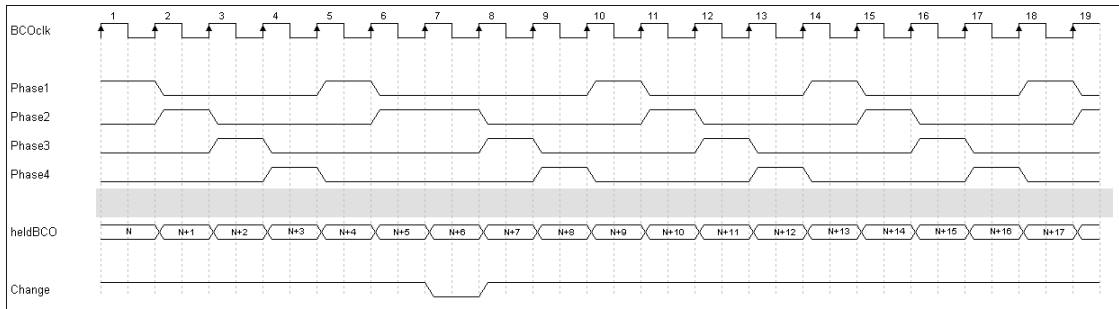 1 2 3 4 5 6 7 8 9 10 11 12 13 14 15 16 17 18 19
BCOclk
Phase1
Phase2
Phase3
Phase4
heldBCO N N+1 N+2 N+3 N+4 N+5 N+6 N+7 N+8 N+9 N+10 N+11 N+12 N+13 N+14 N+15 N+16 N+17
Change